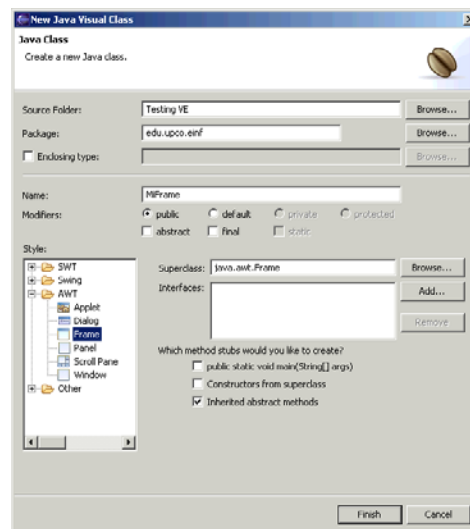 New Java Visual Class
Java Class
Create a new Java class.
Source Folder: Testing VE Browse...
Package: edu.upco.einf Browse...
Enclosing type: Browse...
Name: MiFrame
Modifiers: public default private protected
abstract final static
Style:
SWT
Swing
AWT
Applet
Dialog
Frame
Panel
Scroll Pane
Window
Other
Superclass: java.awt.Frame Browse...
Interfaces: Add...
Remove
Which method stubs would you like to create?
public static void main(String[] args)
Constructors from superclass
Inherited abstract methods
Finish Cancel